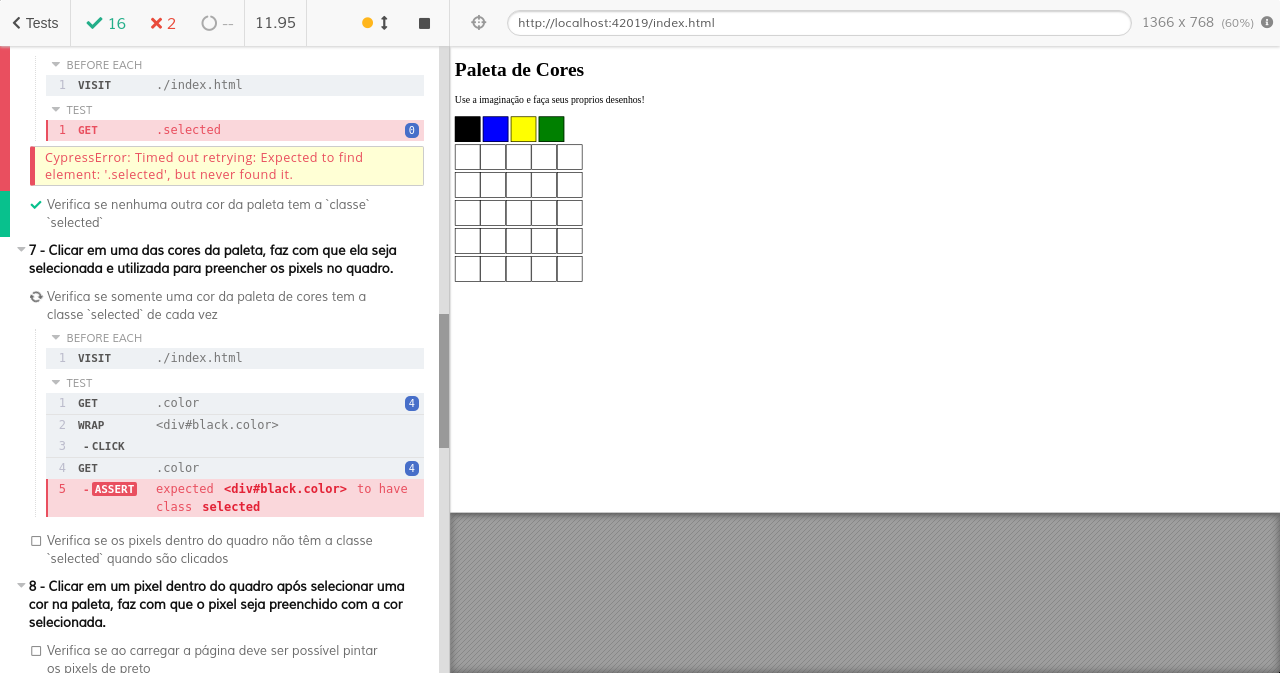 Tests
16
2
--
11.95
http://localhost:42019/index.html
1366 x 768 (60%)
BEFORE EACH
1 VISIT ./index.html
TEST
1 GET .selected 0
CypressError: Timed out retrying: Expected to find
element: '.selected', but never found it.
Verifica se nenhuma outra cor da paleta tem a `classe`
`selected`
7 - Clicar em uma das cores da paleta, faz com que ela seja
selecionada e utilizada para preencher os pixels no quadro.
Verifica se somente uma cor da paleta de cores tem a
classe `selected` de cada vez
BEFORE EACH
1 VISIT ./index.html
TEST
1 GET .color 4
2 WRAP <div#black.color>
3 -CLICK
4 GET .color 4
5 -ASSERT expected <div#black.color> to have
class selected
Verifica se os pixels dentro do quadro não têm a classe
`selected` quando são clicados
8 - Clicar em um pixel dentro do quadro após selecionar uma
cor na paleta, faz com que o pixel seja preenchido com a cor
selecionada.
Verifica se ao carregar a página deve ser possível pintar
os pixels de preto
Paleta de Cores
Use a imaginação e faça seus proprios desenhos!